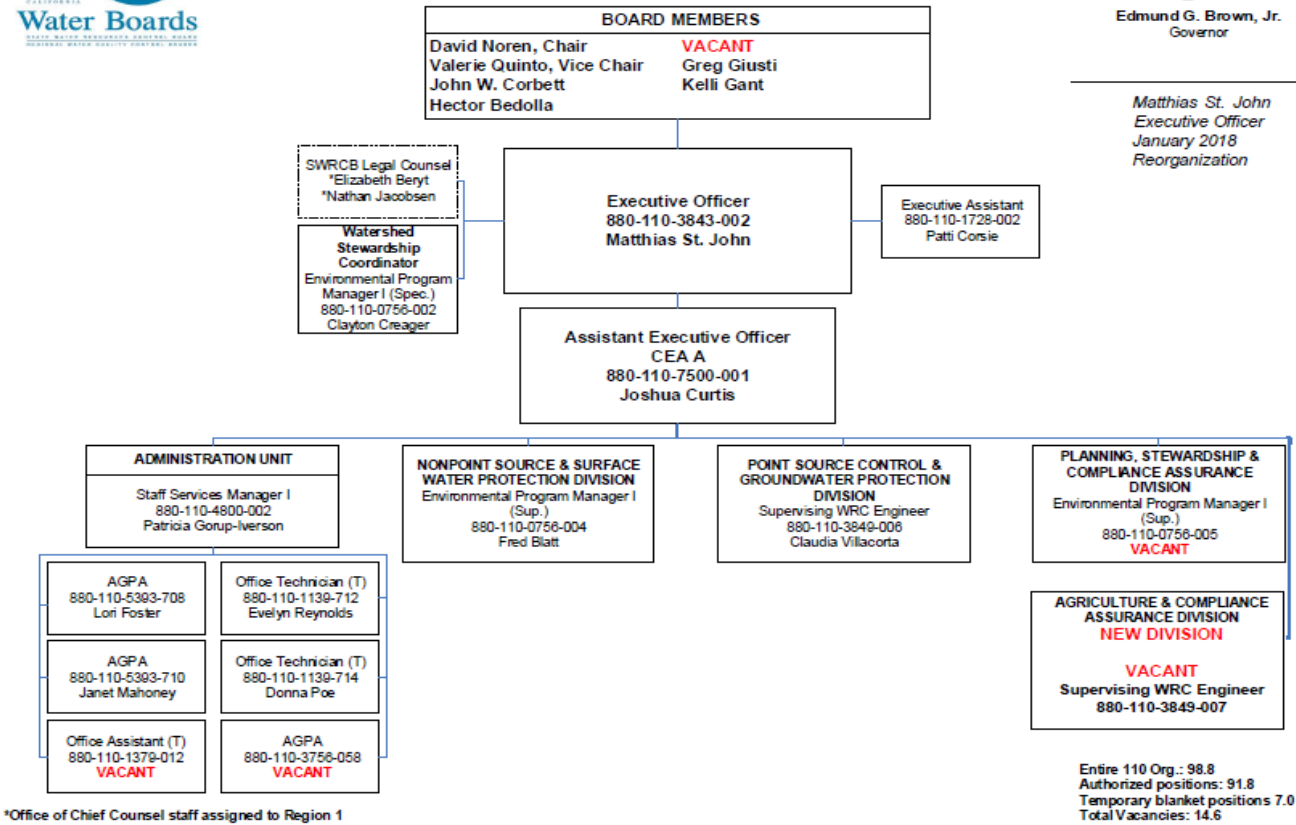 CALIFORNIA
Water Boards
STATE WATER RESOURCES CONTROL BOARD
REGIONAL WATER QUALITY CONTROL BOARDS
BOARD MEMBERS
David Noren, Chair
Valerie Quinto, Vice Chair
John W. Corbett
Hector Bedolla
VACANT
Greg Giusti
Kelli Gant
Edmund G. Brown, Jr.
Governor
Matthias St. John
Executive Officer
January 2018
Reorganization
SWRCB Legal Counsel
*Elizabeth Beryt
*Nathan Jacobsen
Watershed
Stewardship
Coordinator
Environmental Program
Manager I (Spec.)
880-110-0756-002
Clayton Creager
Executive Officer
880-110-3843-002
Matthias St. John
Executive Assistant
880-110-1728-002
Patti Corsie
Assistant Executive Officer
CEA A
880-110-7500-001
Joshua Curtis
ADMINISTRATION UNIT
Staff Services Manager I
880-110-4800-002
Patricia Gorup-Iverson
NONPOINT SOURCE & SURFACE
WATER PROTECTION DIVISION
Environmental Program Manager I
(Sup.)
880-110-0756-004
Fred Blatt
POINT SOURCE CONTROL &
GROUNDWATER PROTECTION
DIVISION
Supervising WRC Engineer
880-110-3849-006
Claudia Villacorta
PLANNING, STEWARDSHIP &
COMPLIANCE ASSURANCE
DIVISION
Environmental Program Manager I
(Sup.)
880-110-0756-005
VACANT
AGPA
880-110-5393-708
Lori Foster
Office Technician (T)
880-110-1139-712
Evelyn Reynolds
AGPA
880-110-5393-710
Janet Mahoney
Office Technician (T)
880-110-1139-714
Donna Poe
Office Assistant (T)
880-110-1379-012
VACANT
AGPA
880-110-3756-058
VACANT
AGRICULTURE & COMPLIANCE
ASSURANCE DIVISION
NEW DIVISION
VACANT
Supervising WRC Engineer
880-110-3849-007
*Office of Chief Counsel staff assigned to Region 1
Entire 110 Org.: 98.8
Authorized positions: 91.8
Temporary blanket positions 7.0
Total Vacancies: 14.6